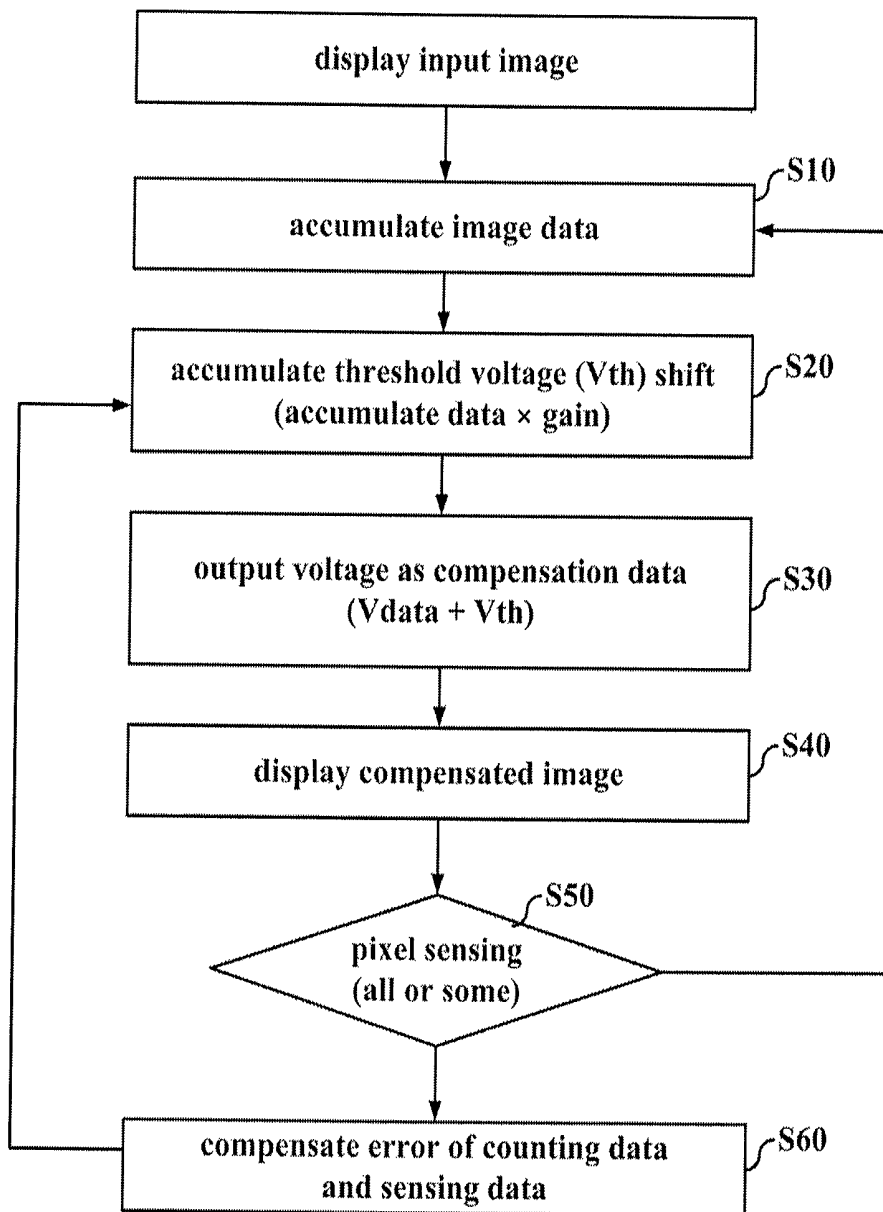 display input image
S10
accumulate image data
S20
accumulate threshold voltage (Vth) shift
(accumulate data × gain)
S30
output voltage as compensation data
(Vdata + Vth)
S40
display compensated image
S50
pixel sensing
(all or some)
S60
compensate error of counting data
and sensing data